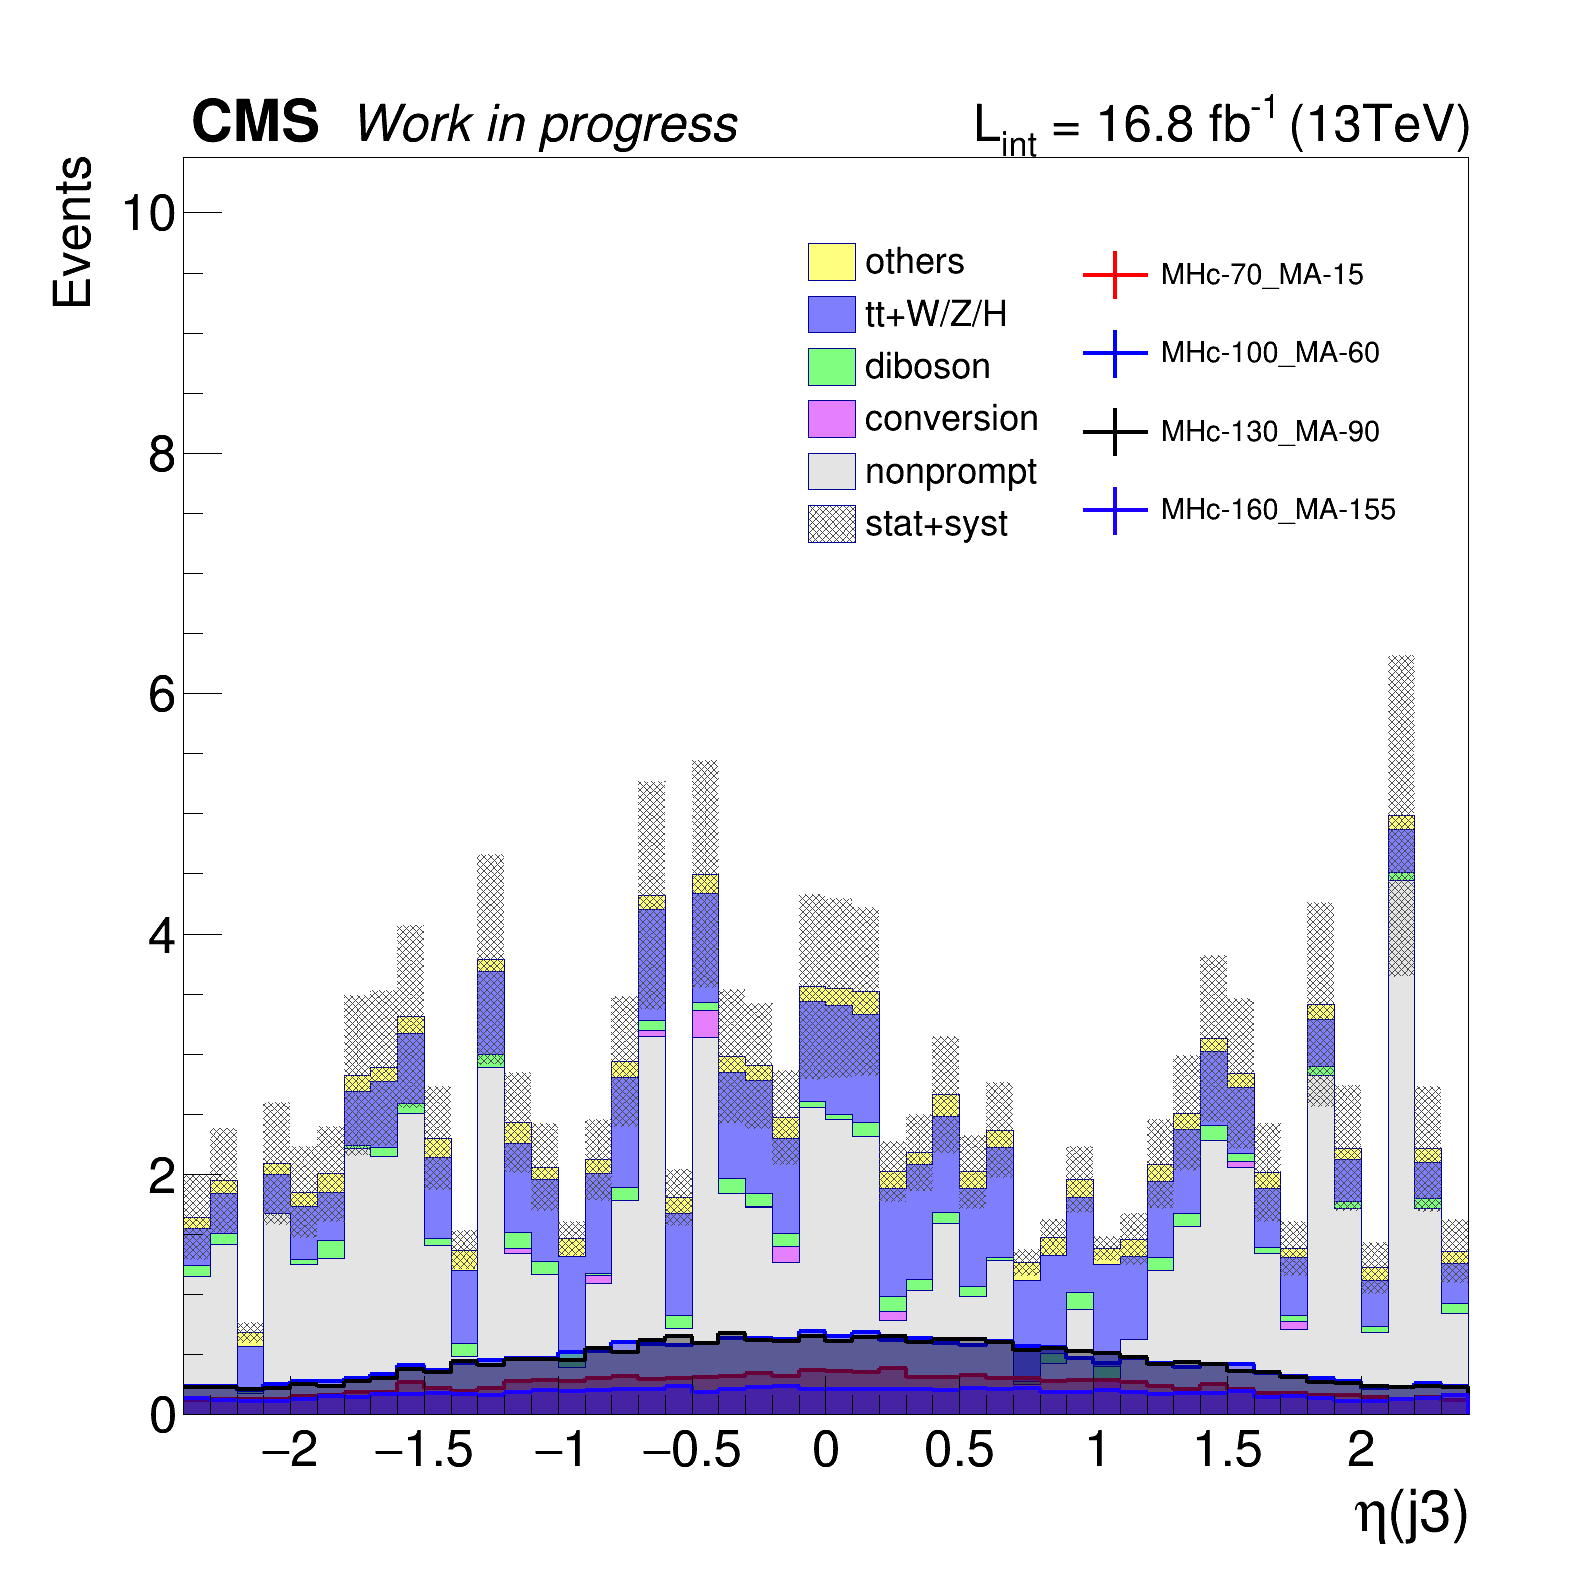 CMS Work in progress
L_int = 16.8 fb^-1 (13TeV)
Events
10
8
6
4
2
0
others
tt+W/Z/H
diboson
conversion
nonprompt
stat+syst
MHc-70_MA-15
MHc-100_MA-60
MHc-130_MA-90
MHc-160_MA-155
−2 −1.5 −1 −0.5 0 0.5 1 1.5 2
η(j3)